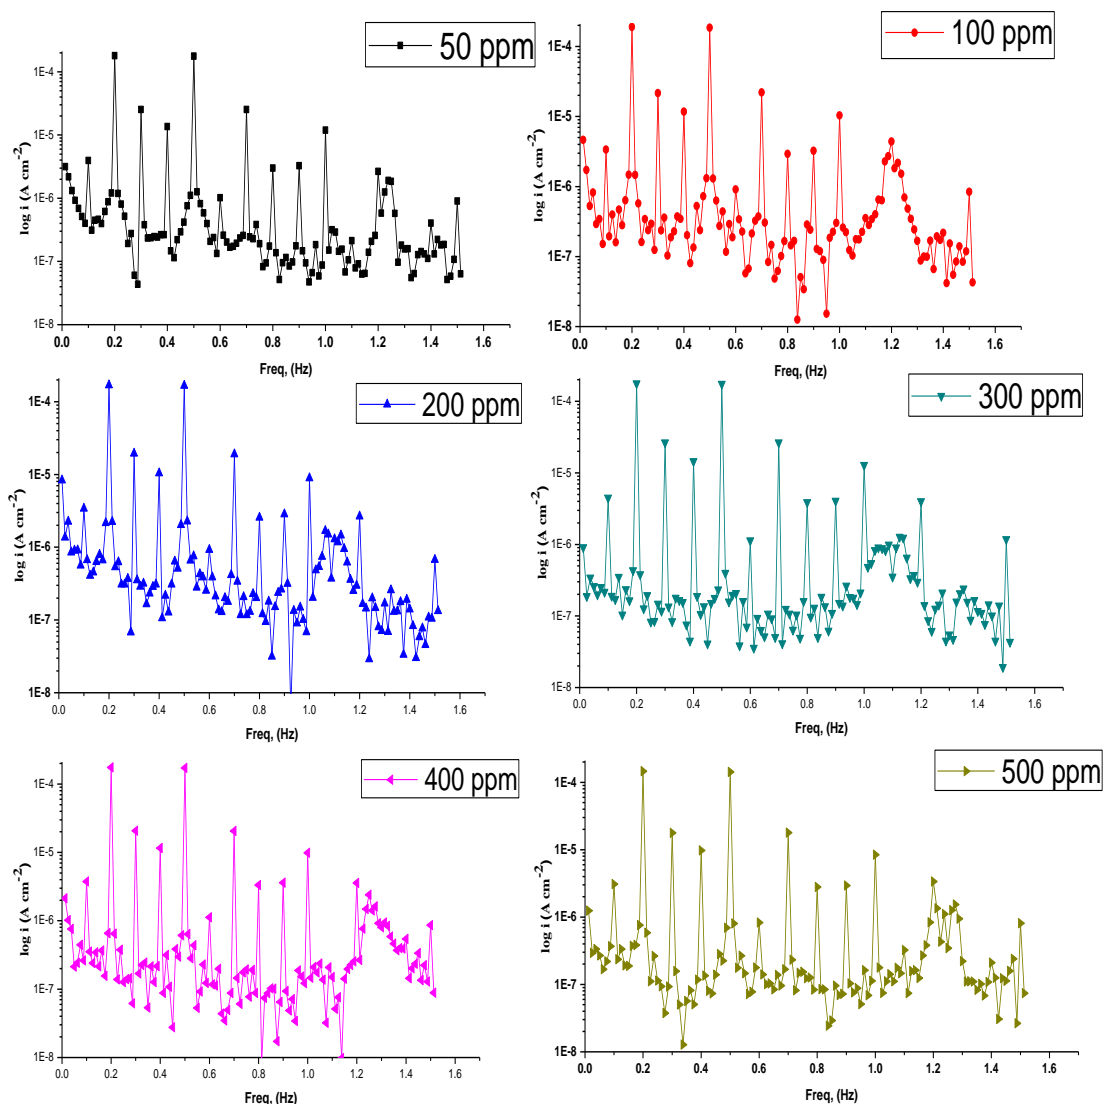 50 ppm
1E-4
1E-5
1E-6
1E-7
1E-8
log i (A cm-2)
0.0 0.2 0.4 0.6 0.8 1.0 1.2 1.4 1.6
Freq, (Hz)
100 ppm
1E-4
1E-5
1E-6
1E-7
1E-8
log i (A cm-2)
0.0 0.2 0.4 0.6 0.8 1.0 1.2 1.4 1.6
Freq, (Hz)
200 ppm
1E-4
1E-5
1E-6
1E-7
1E-8
log i (A cm-2)
0.0 0.2 0.4 0.6 0.8 1.0 1.2 1.4 1.6
Freq, (Hz)
300 ppm
1E-4
1E-5
1E-6
1E-7
1E-8
log i (A cm-2)
0.0 0.2 0.4 0.6 0.8 1.0 1.2 1.4 1.6
Freq, (Hz)
400 ppm
1E-4
1E-5
1E-6
1E-7
1E-8
log i (A cm-2)
0.0 0.2 0.4 0.6 0.8 1.0 1.2 1.4 1.6
Freq, (Hz)
500 ppm
1E-4
1E-5
1E-6
1E-7
1E-8
log i (A cm-2)
0.0 0.2 0.4 0.6 0.8 1.0 1.2 1.4 1.6
Freq, (Hz)